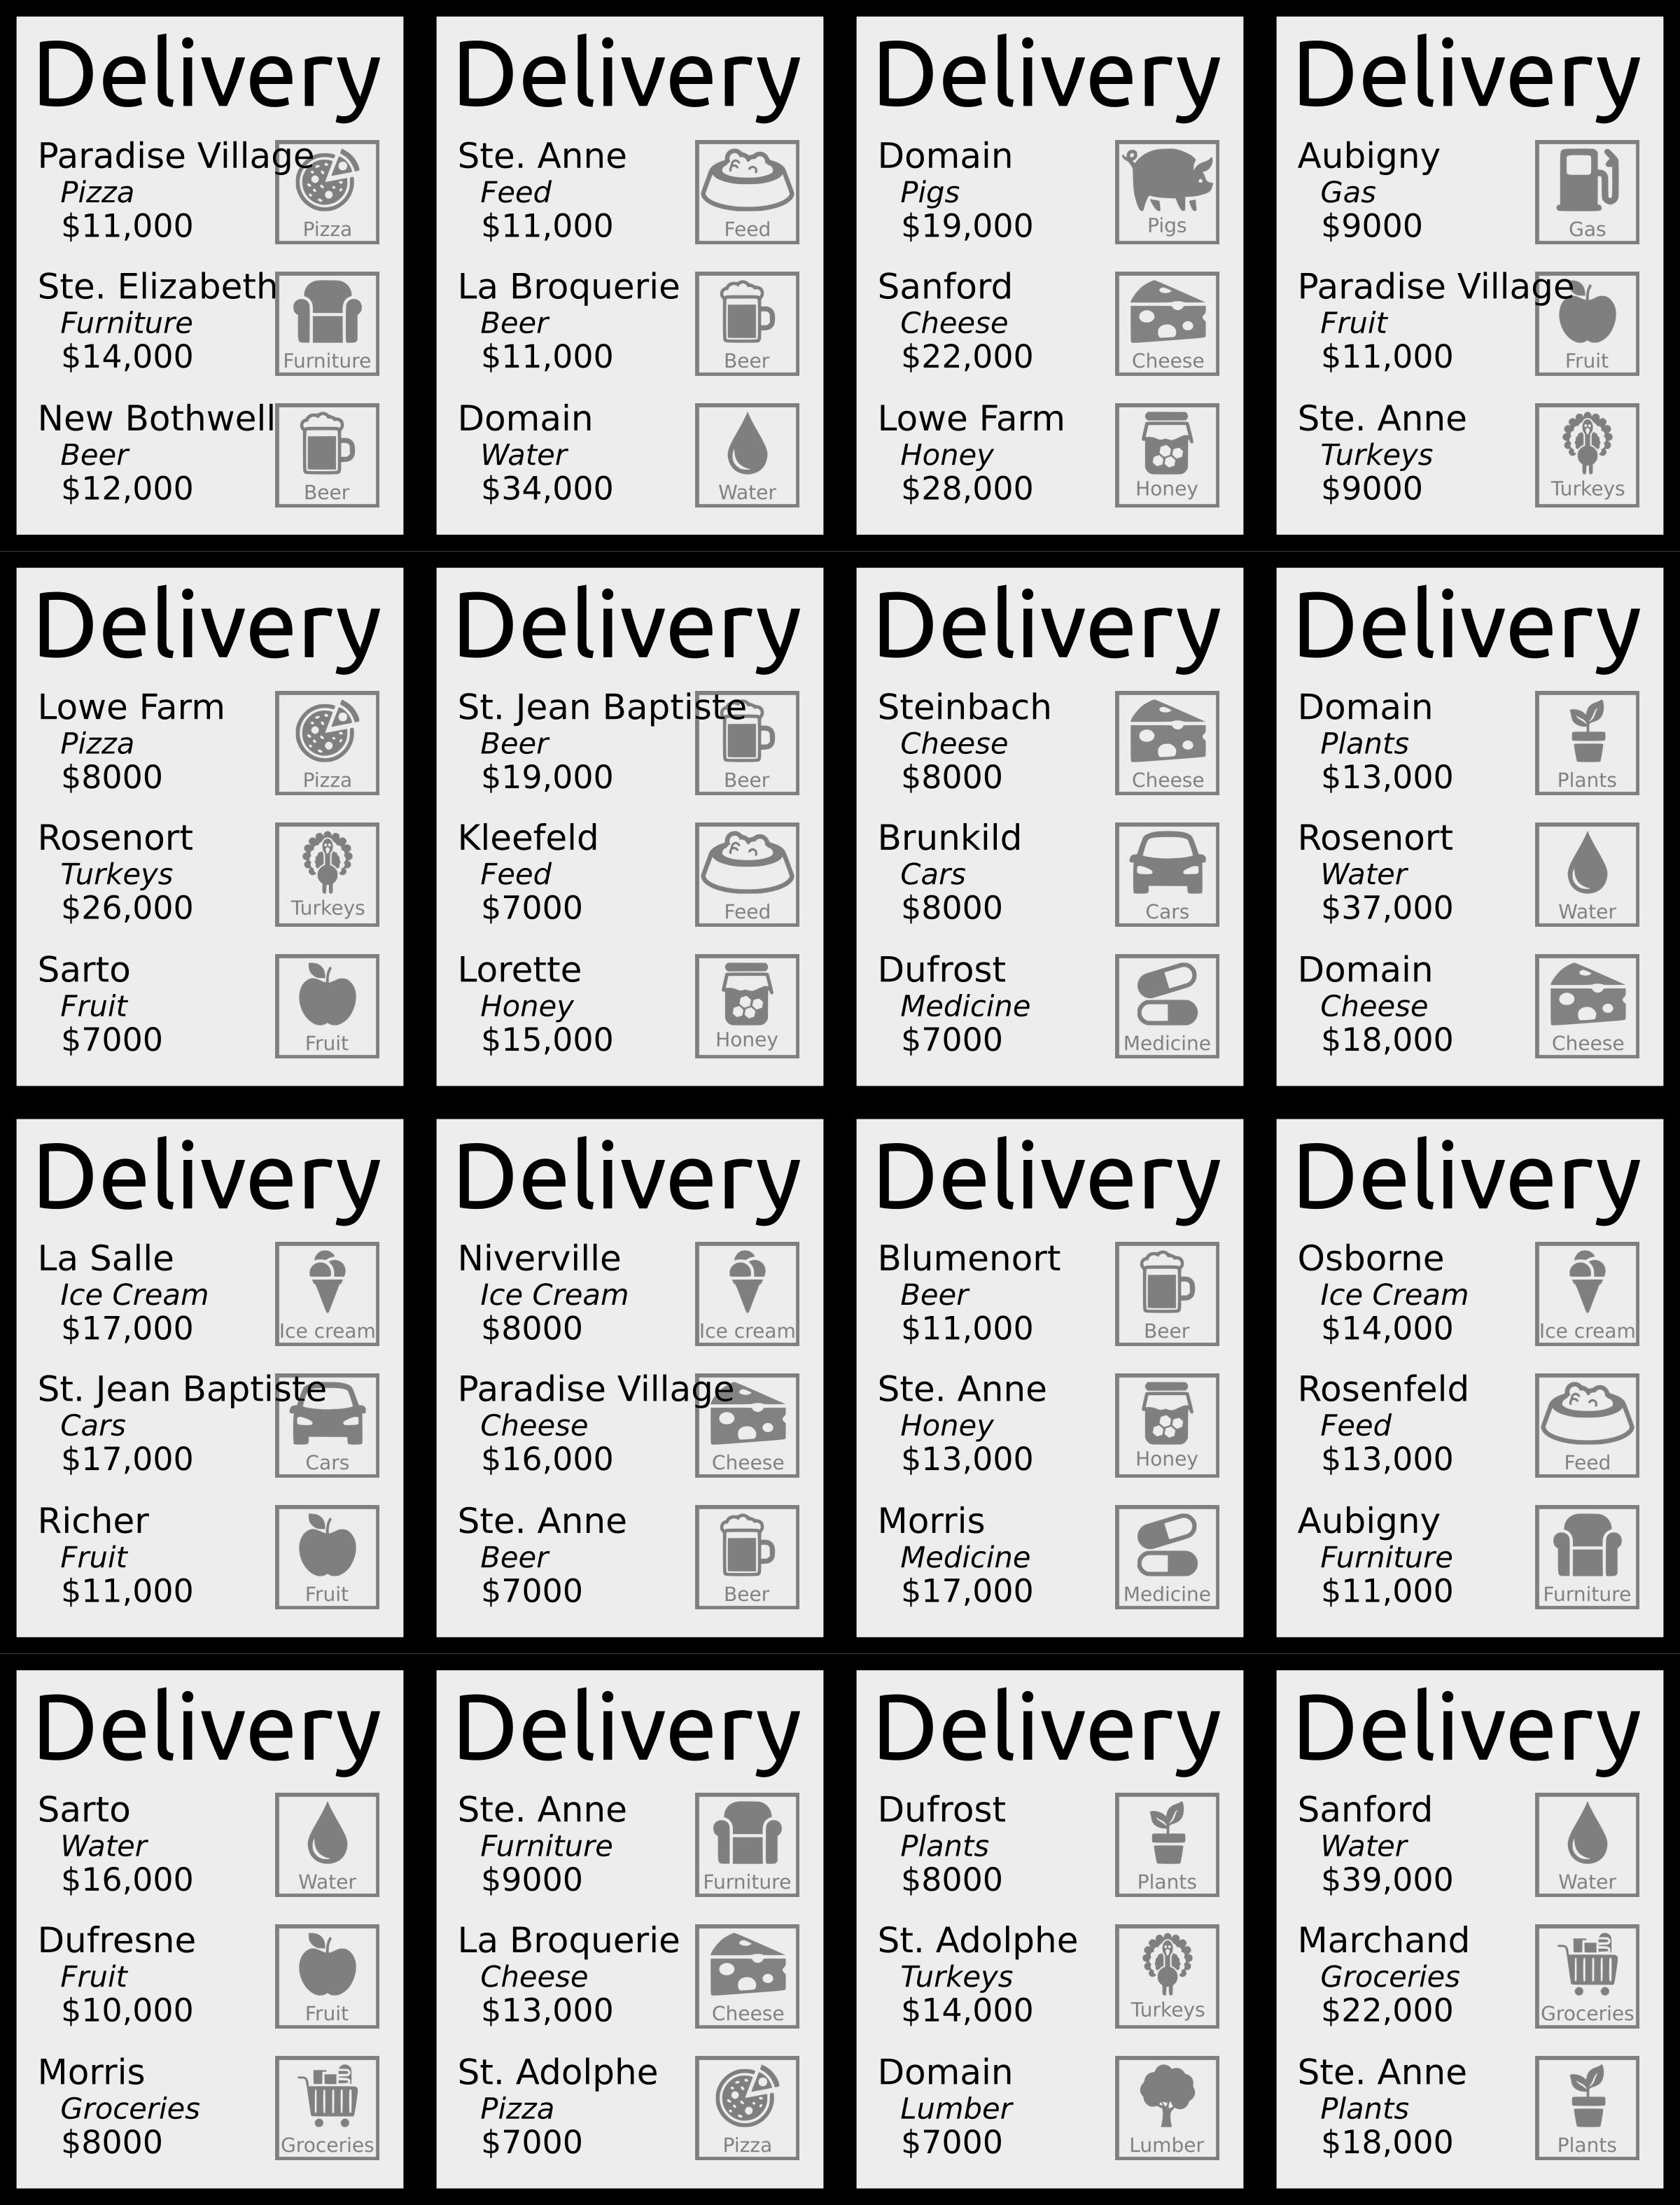 Delivery
Paradise Village
Pizza
$11,000
Pizza
Ste. Elizabeth
Furniture
$14,000
Furniture
New Bothwell
Beer
$12,000
Beer
Delivery
Ste. Anne
Feed
$11,000
Feed
La Broquerie
Beer
$11,000
Beer
Domain
Water
$34,000
Water
Delivery
Domain
Pigs
$19,000
Pigs
Sanford
Cheese
$22,000
Cheese
Lowe Farm
Honey
$28,000
Honey
Delivery
Aubigny
Gas
$9000
Gas
Paradise Village
Fruit
$11,000
Fruit
Ste. Anne
Turkeys
$9000
Turkeys
Delivery
Lowe Farm
Pizza
$8000
Pizza
Rosenort
Turkeys
$26,000
Turkeys
Sarto
Fruit
$7000
Fruit
Delivery
St. Jean Baptiste
Beer
$19,000
Beer
Kleefeld
Feed
$7000
Feed
Lorette
Honey
$15,000
Honey
Delivery
Steinbach
Cheese
$8000
Cheese
Brunkild
Cars
$8000
Cars
Dufrost
Medicine
$7000
Medicine
Delivery
Domain
Plants
$13,000
Plants
Rosenort
Water
$37,000
Water
Domain
Cheese
$18,000
Cheese
Delivery
La Salle
Ice Cream
$17,000
Ice cream
St. Jean Baptiste
Cars
$17,000
Cars
Richer
Fruit
$11,000
Fruit
Delivery
Niverville
Ice Cream
$8000
Ice cream
Paradise Village
Cheese
$16,000
Cheese
Ste. Anne
Beer
$7000
Beer
Delivery
Blumenort
Beer
$11,000
Beer
Ste. Anne
Honey
$13,000
Honey
Morris
Medicine
$17,000
Medicine
Delivery
Osborne
Ice Cream
$14,000
Ice cream
Rosenfeld
Feed
$13,000
Feed
Aubigny
Furniture
$11,000
Furniture
Delivery
Sarto
Water
$16,000
Water
Dufresne
Fruit
$10,000
Fruit
Morris
Groceries
$8000
Groceries
Delivery
Ste. Anne
Furniture
$9000
Furniture
La Broquerie
Cheese
$13,000
Cheese
St. Adolphe
Pizza
$7000
Pizza
Delivery
Dufrost
Plants
$8000
Plants
St. Adolphe
Turkeys
$14,000
Turkeys
Domain
Lumber
$7000
Lumber
Delivery
Sanford
Water
$39,000
Water
Marchand
Groceries
$22,000
Groceries
Ste. Anne
Plants
$18,000
Plants